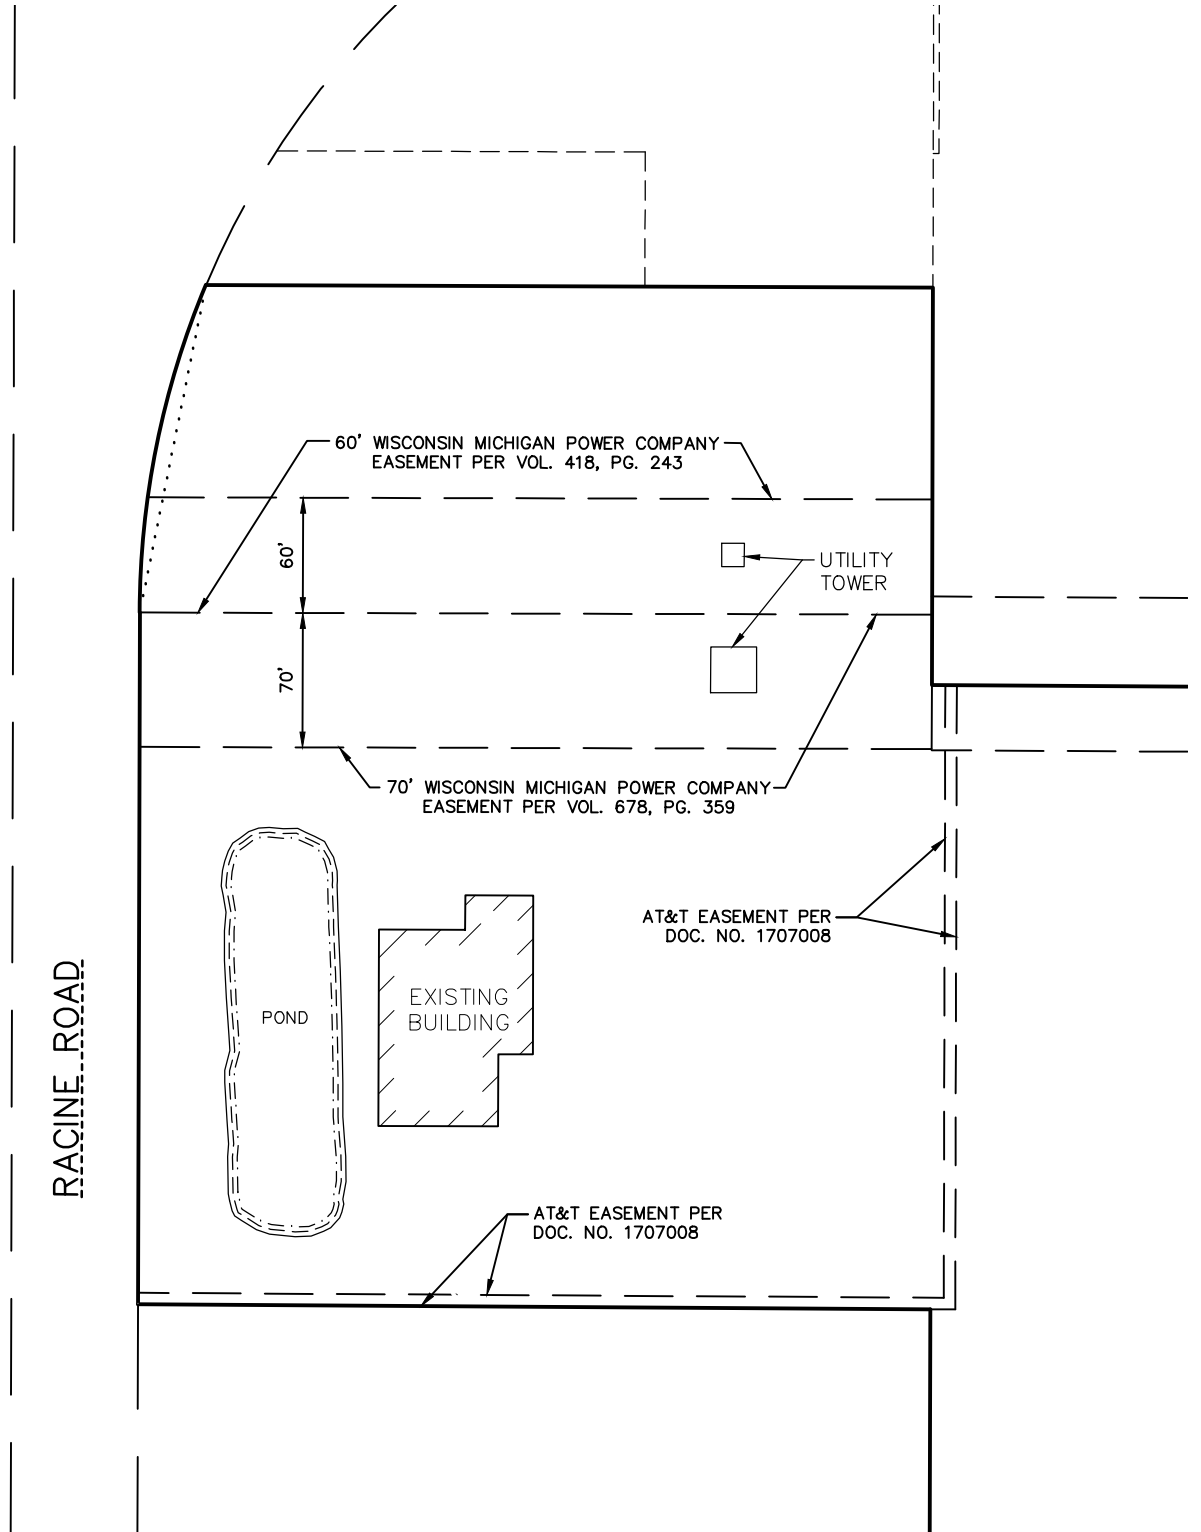 60' WISCONSIN MICHIGAN POWER COMPANY
EASEMENT PER VOL. 418, PG. 243
60'
UTILITY
TOWER
70'
70' WISCONSIN MICHIGAN POWER COMPANY
EASEMENT PER VOL. 678, PG. 359
AT&T EASEMENT PER
DOC. NO. 1707008
EXISTING
BUILDING
POND
RACINE ROAD
AT&T EASEMENT PER
DOC. NO. 1707008